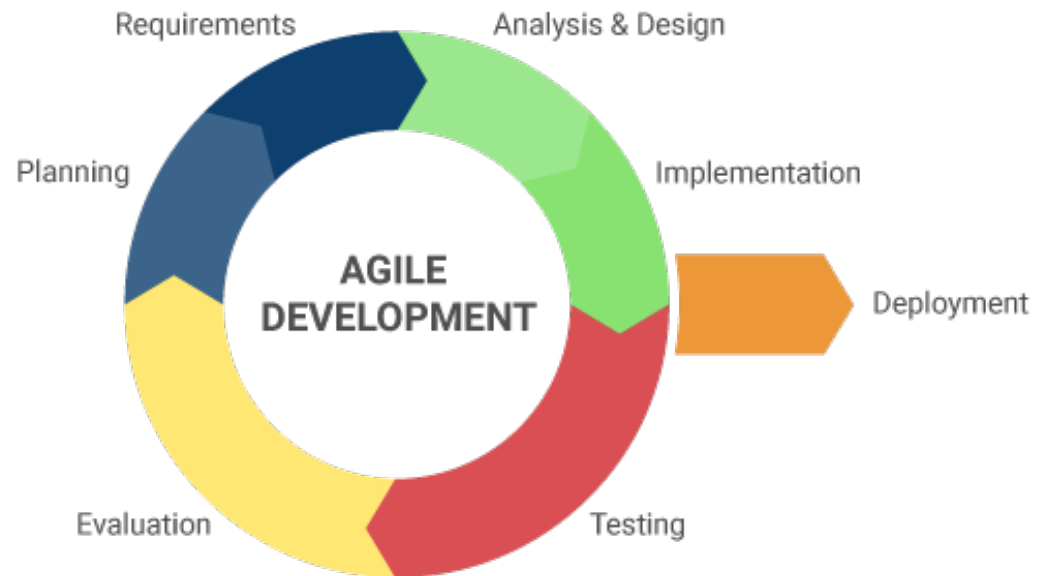 Requirements
Analysis & Design
Planning
Implementation
AGILE
DEVELOPMENT
Deployment
Evaluation
Testing